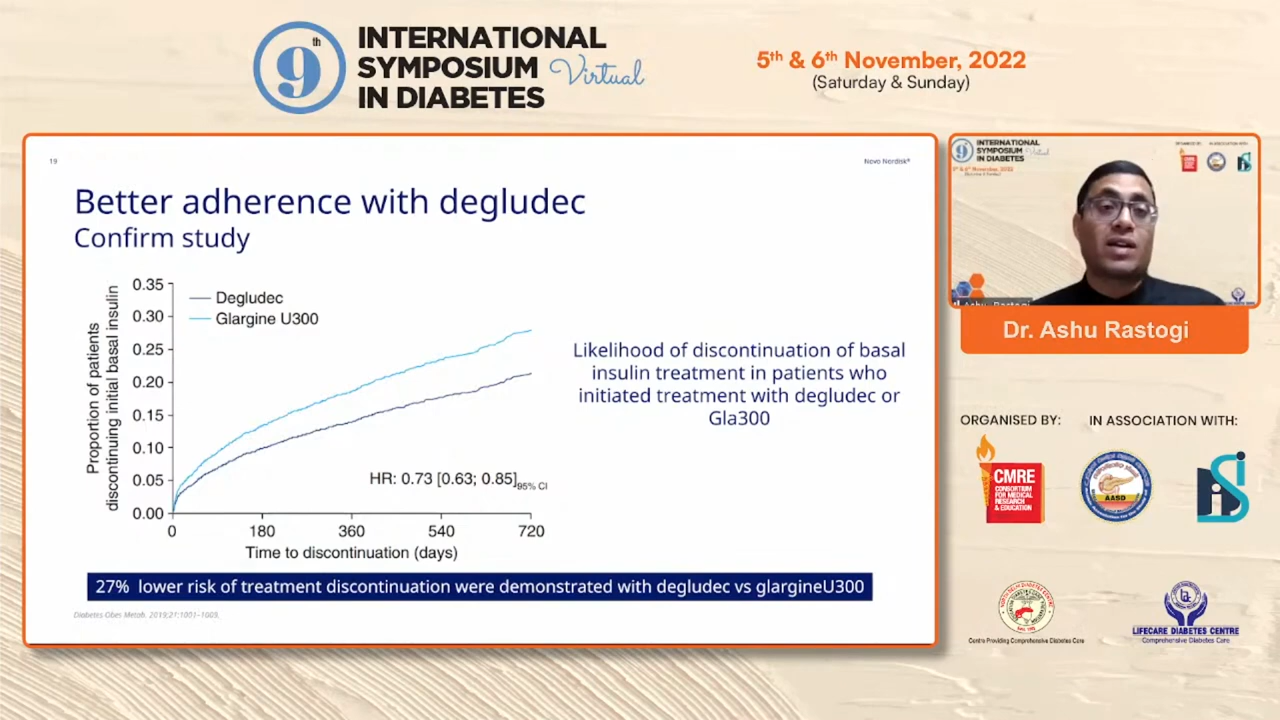 9th
INTERNATIONAL
SYMPOSIUM Virtual
IN DIABETES
5th & 6th November, 2022
(Saturday & Sunday)
19
Novo Nordisk®
Better adherence with degludec
Confirm study
Proportion of patients
discontinuing initial basal insulin
0.35
0.30
0.25
0.20
0.15
0.10
0.05
0.00
Degludec
Glargine U300
HR: 0.73 [0.63; 0.85]95% CI
0 180 360 540 720
Time to discontinuation (days)
Likelihood of discontinuation of basal
insulin treatment in patients who
initiated treatment with degludec or
Gla300
27% lower risk of treatment discontinuation were demonstrated with degludec vs glargineU300
Diabetes Obes Metab. 2019;21:1001–1009.
9
INTERNATIONAL
SYMPOSIUM Virtual
IN DIABETES
Ashu Rastogi
Dr. Ashu Rastogi
ORGANISED BY:
IN ASSOCIATION WITH:
CMRE
CONSORTIUM
FOR MEDICAL
RESEARCH
& EDUCATION
AASD
Centre Providing Comprehensive Diabetes Care
LIFECARE DIABETES CENTRE
Comprehensive Diabetes Care